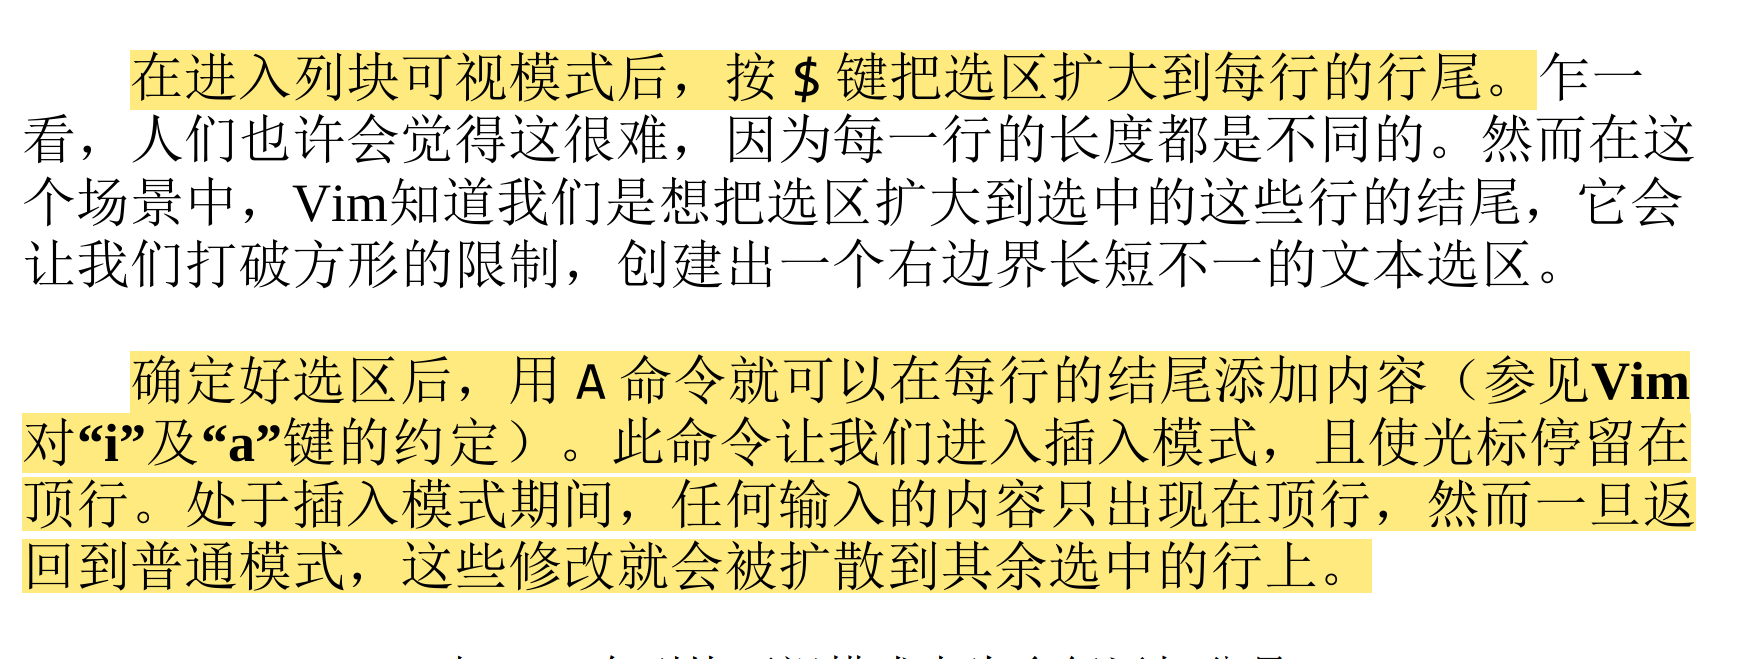 在进入列块可视模式后，按 $ 键把选区扩大到每行的行尾。乍一
看，人们也许会觉得这很难，因为每一行的长度都是不同的。然而在这
个场景中，Vim知道我们是想把选区扩大到选中的这些行的结尾，它会
让我们打破方形的限制，创建出一个右边界长短不一的文本选区。
确定好选区后，用 A 命令就可以在每行的结尾添加内容（参见Vim
对“i”及“a”键的约定）。此命令让我们进入插入模式，且使光标停留在
顶行。处于插入模式期间，任何输入的内容只出现在顶行，然而一旦返
回到普通模式，这些修改就会被扩散到其余选中的行上。